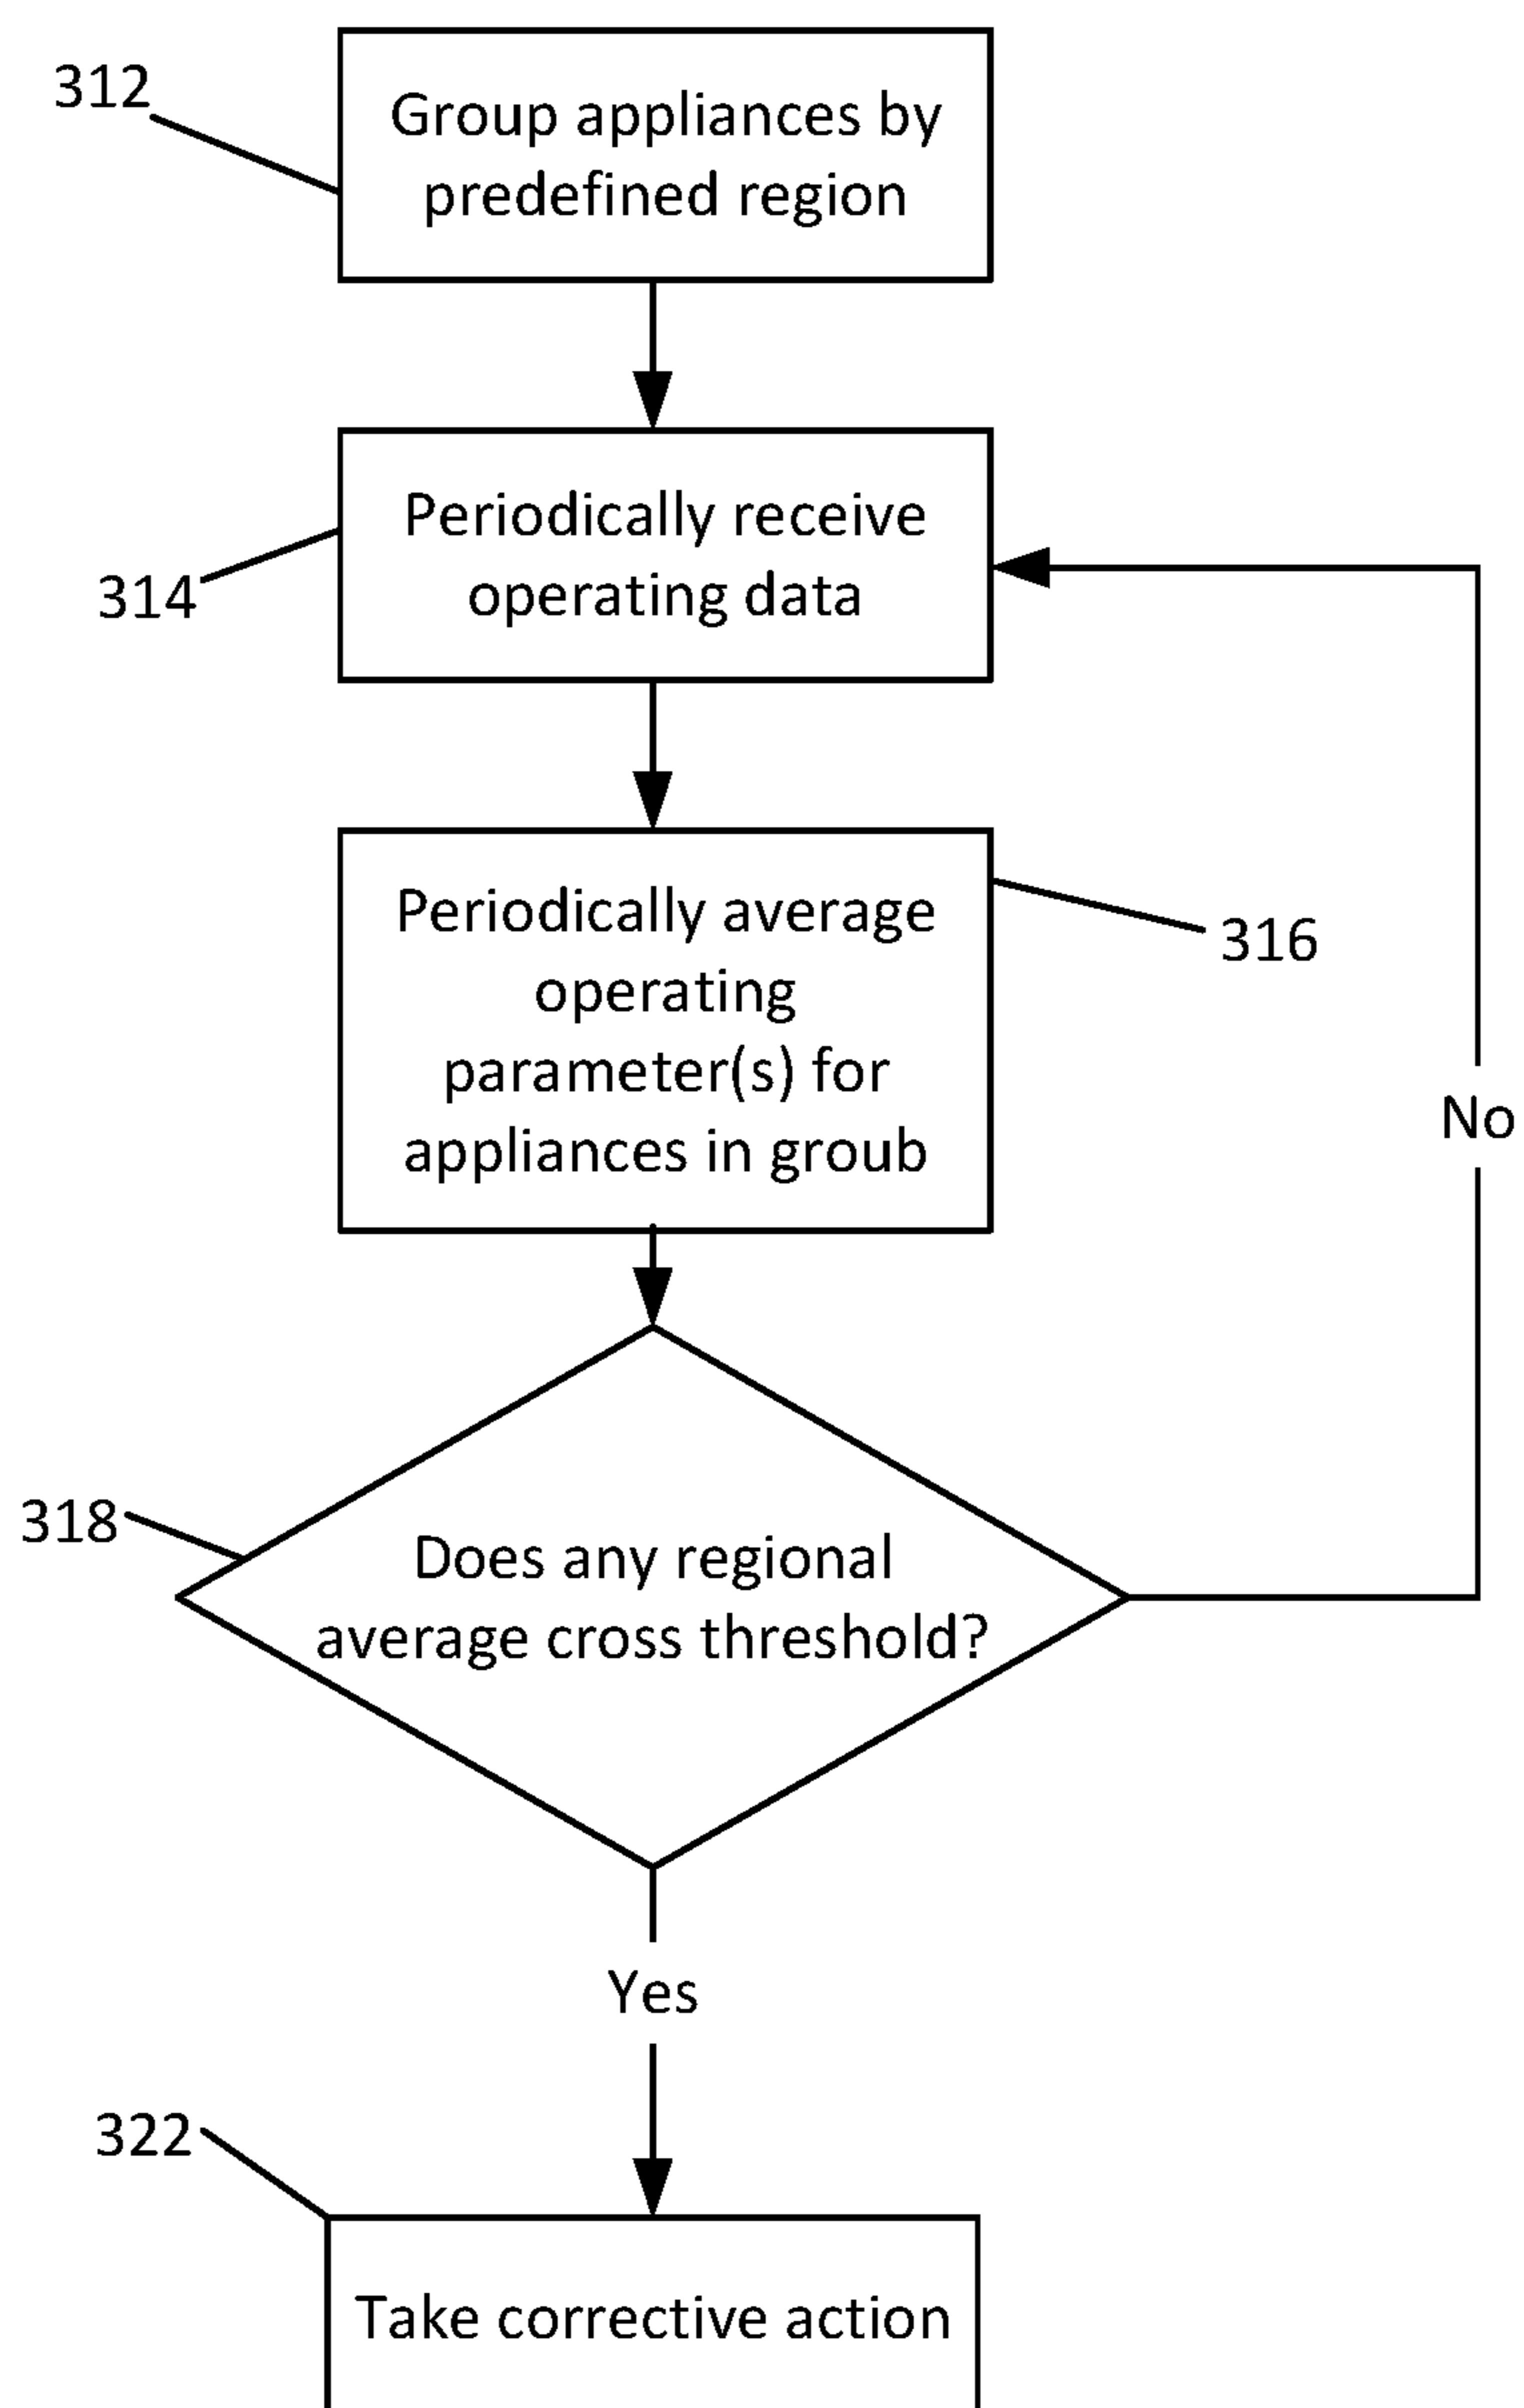 312
Group appliances by
predefined region
314
Periodically receive
operating data
316
Periodically average
operating
parameter(s) for
appliances in groub
No
318
Does any regional
average cross threshold?
Yes
322
Take corrective action